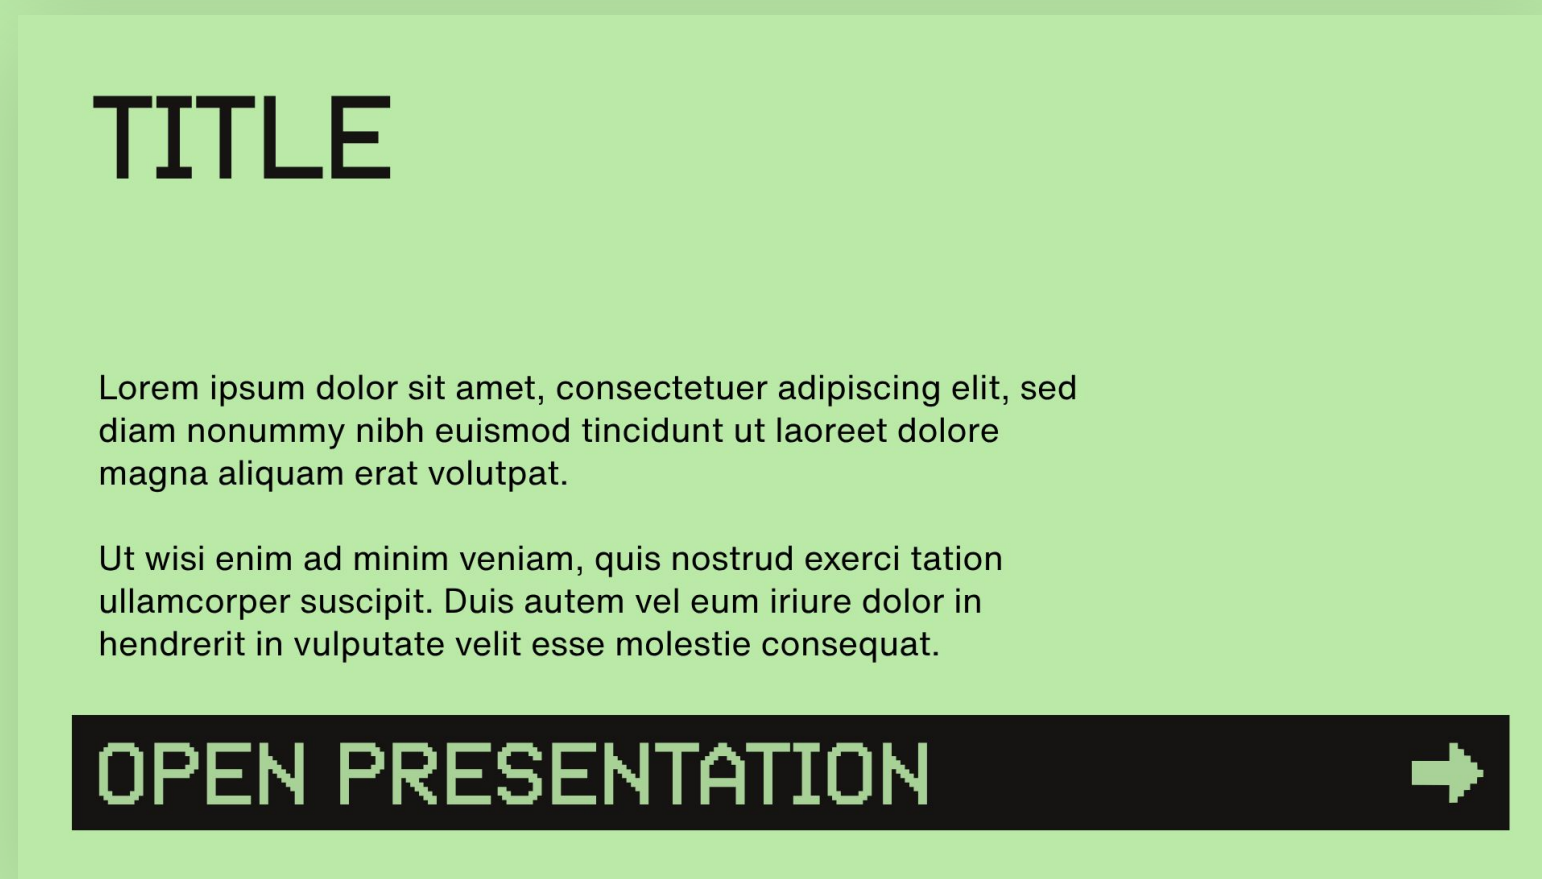 TITLE
Lorem ipsum dolor sit amet, consectetuer adipiscing elit, sed
diam nonummy nibh euismod tincidunt ut laoreet dolore
magna aliquam erat volutpat.
Ut wisi enim ad minim veniam, quis nostrud exerci tation
ullamcorper suscipit. Duis autem vel eum iriure dolor in
hendrerit in vulputate velit esse molestie consequat.
OPEN PRESENTATION